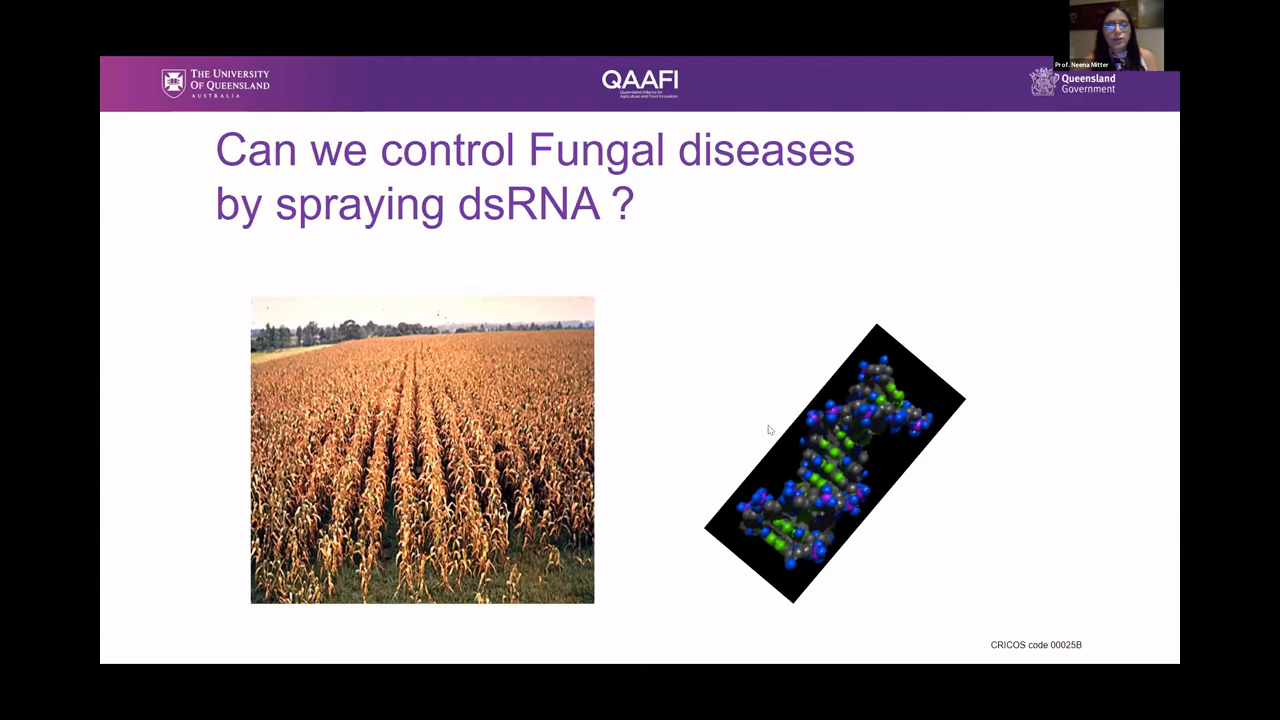 Prof. Neena Mitter
THE UNIVERSITY
OF QUEENSLAND
AUSTRALIA
QAAFI
Queensland Alliance for
Agriculture and Food Innovation
Queensland
Government
Can we control Fungal diseases
by spraying dsRNA ?
CRICOS code 00025B